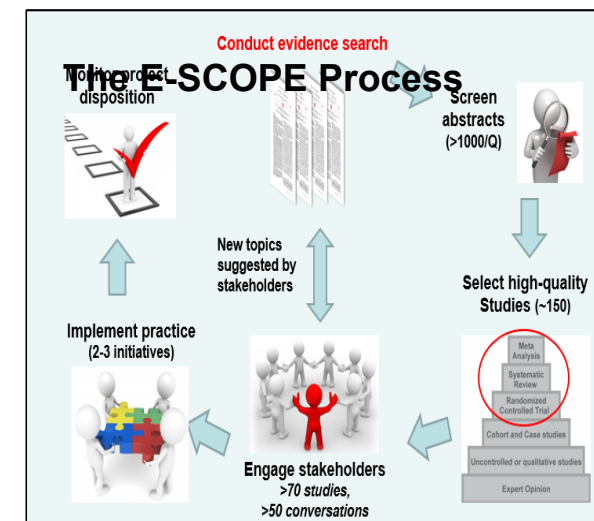 Conduct evidence search
The E-SCOPE Process
Monitor project
disposition
Screen
abstracts
(>1000/Q)
New topics
suggested by
stakeholders
Select high-quality
Studies (~150)
Meta
Analysis
Systematic
Review
Randomized
Controlled Trial
Cohort and Case studies
Uncontrolled or qualitative studies
Expert Opinion
Implement practice
(2-3 initiatives)
Engage stakeholders
>70 studies,
>50 conversations